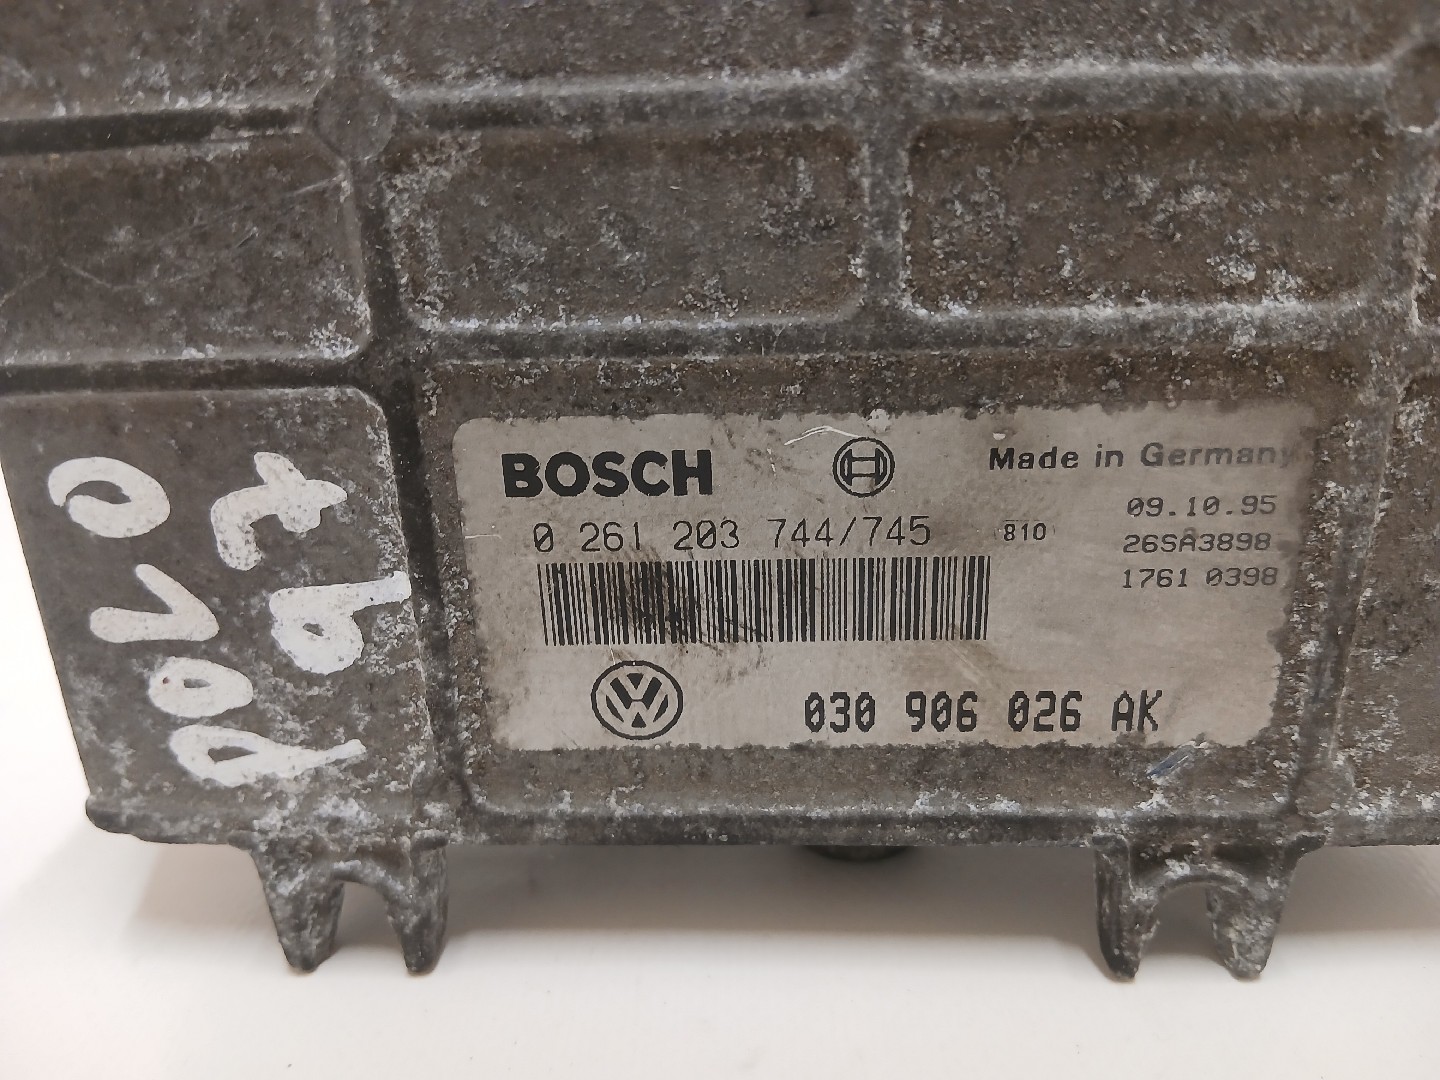 BOSCH
Made in Germany
0 261 203 744/745
810
09.10.95
26SA3898
1761 0398
030 906 026 AK
POLO
97